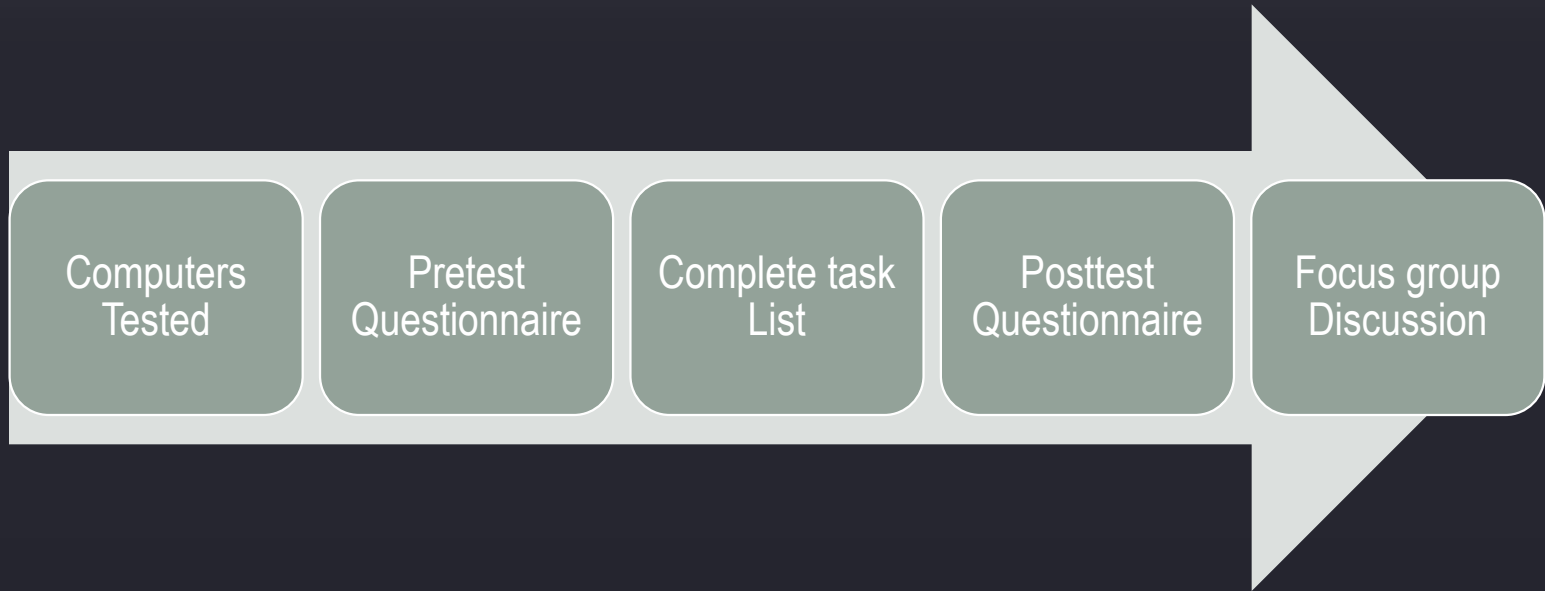 Computers
Tested
Pretest
Questionnaire
Complete task
List
Posttest
Questionnaire
Focus group
Discussion